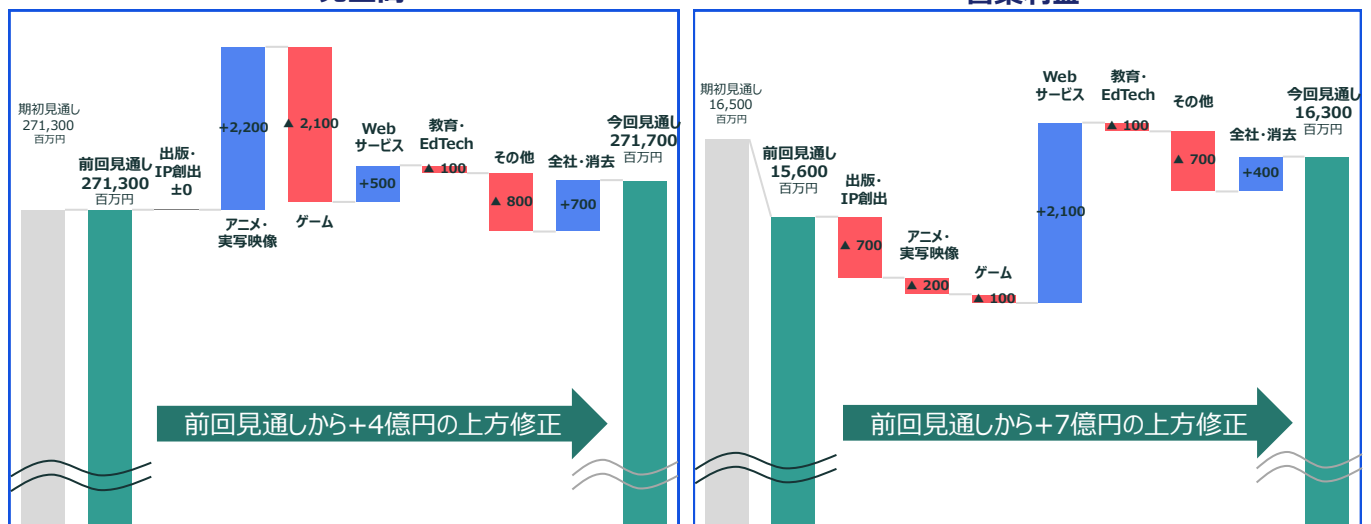 期初見通し
271,300
百万円
前回見通し
271,300
百万円
出版・
IP創出
±0
+2,200
アニメ・
実写映像
▲ 2,100
ゲーム
Web
サービス
+500
教育・
EdTech
▲ 100
その他
▲ 800
全社・消去
+700
今回見通し
271,700
百万円
前回見通しから+4億円の上方修正
営業利益
期初見通し
16,500
百万円
前回見通し
15,600
百万円
出版・
IP創出
▲ 700
アニメ・
実写映像
▲ 200
ゲーム
▲ 100
Web
サービス
+2,100
教育・
EdTech
▲ 100
その他
▲ 700
全社・消去
+400
今回見通し
16,300
百万円
前回見通しから+7億円の上方修正